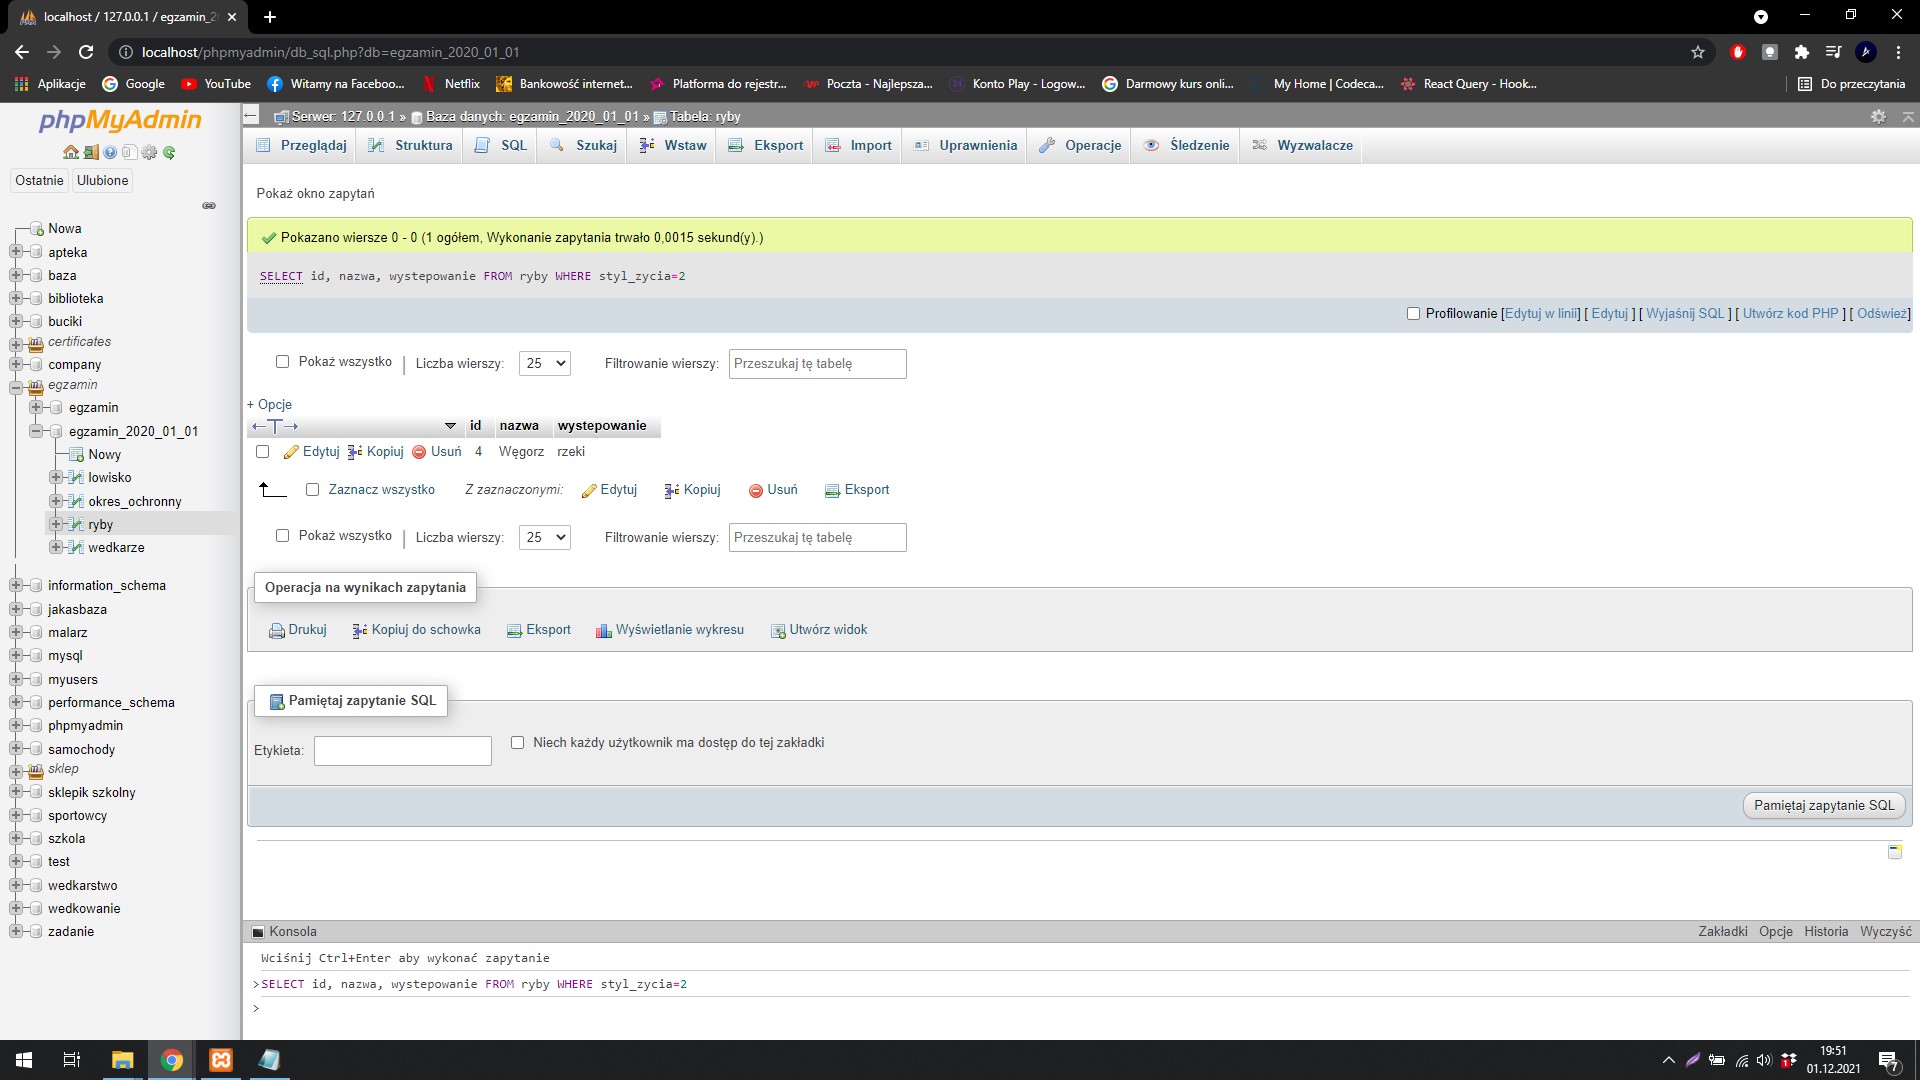 localhost / 127.0.0.1 / egzamin_2
localhost/phpmyadmin/db_sql.php?db=egzamin_2020_01_01
Aplikacje Google YouTube Witamy na Faceboo... Netflix Bankowość internet... Platforma do rejestr... Poczta - Najlepsza... Konto Play - Logow... Darmowy kurs onli... My Home | Codeca... React Query - Hook... Do przeczytania
phpMyAdmin
Ostatnie Ulubione
Nowa
apteka
baza
biblioteka
buciki
certificates
company
egzamin
egzamin
egzamin_2020_01_01
Nowy
lowisko
okres_ochronny
ryby
wedkarze
information_schema
jakasbaza
malarz
mysql
myusers
performance_schema
phpmyadmin
samochody
sklep
sklepik szkolny
sportowcy
szkola
test
wedkarstwo
wedkowanie
zadanie
Serwer: 127.0.0.1 » Baza danych: egzamin_2020_01_01 » Tabela: ryby
Przeglądaj Struktura SQL Szukaj Wstaw Eksport Import Uprawnienia Operacje Śledzenie Wyzwalacze
Pokaż okno zapytań
Pokazano wiersze 0 - 0 (1 ogółem, Wykonanie zapytania trwało 0,0015 sekund(y).)
SELECT id, nazwa, wystepowanie FROM ryby WHERE styl_zycia=2
Profilowanie [Edytuj w linii] [ Edytuj ] [ Wyjaśnij SQL ] [ Utwórz kod PHP ] [ Odśwież]
Pokaż wszystko | Liczba wierszy: 25 Filtrowanie wierszy: Przeszukaj tę tabelę
+ Opcje
←T→ id nazwa wystepowanie
Edytuj Kopiuj Usuń 4 Węgorz rzeki
Zaznacz wszystko Z zaznaczonymi: Edytuj Kopiuj Usuń Eksport
Pokaż wszystko | Liczba wierszy: 25 Filtrowanie wierszy: Przeszukaj tę tabelę
Operacja na wynikach zapytania
Drukuj Kopiuj do schowka Eksport Wyświetlanie wykresu Utwórz widok
Pamiętaj zapytanie SQL
Etykieta: Niech każdy użytkownik ma dostęp do tej zakładki
Pamiętaj zapytanie SQL
Konsola Zakładki Opcje Historia Wyczyść
Wciśnij Ctrl+Enter aby wykonać zapytanie
>SELECT id, nazwa, wystepowanie FROM ryby WHERE styl_zycia=2
>
19:51
01.12.2021
7